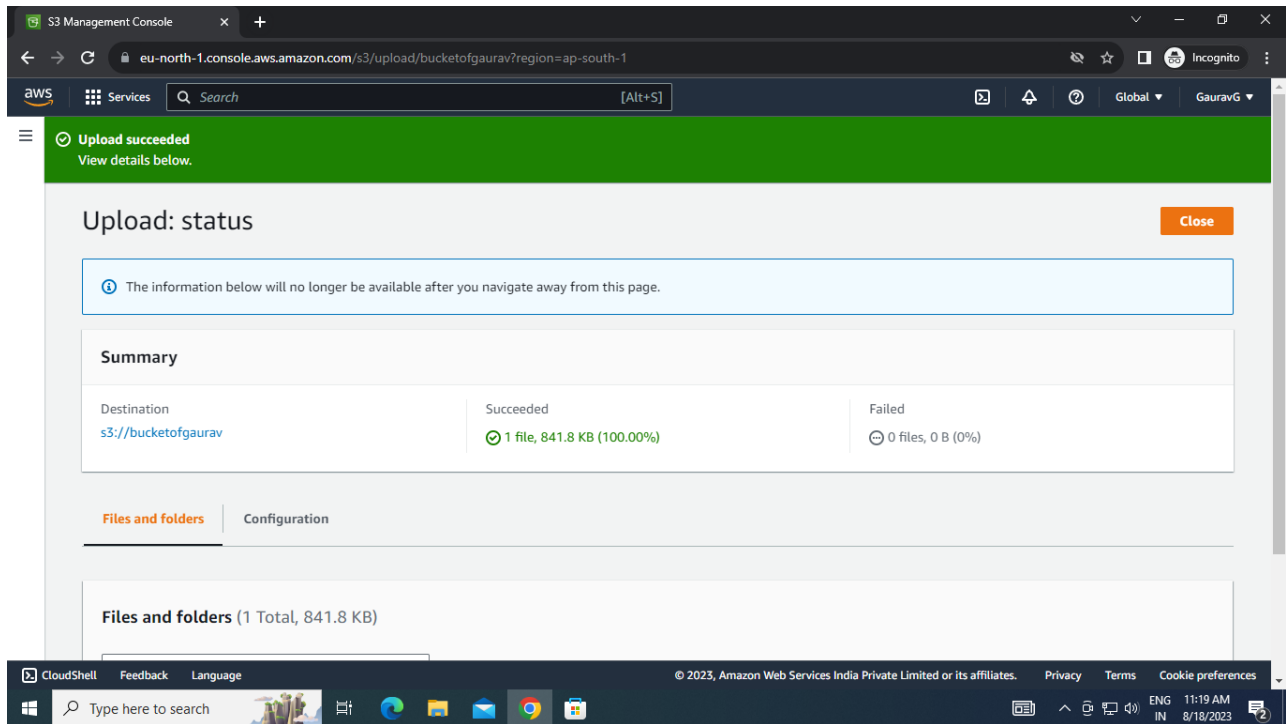 S3 Management Console
eu-north-1.console.aws.amazon.com/s3/upload/bucketofgaurav?region=ap-south-1
Incognito
aws
Services
Search
[Alt+S]
Global
GauravG
Upload succeeded
View details below.
Upload: status
Close
The information below will no longer be available after you navigate away from this page.
Summary
Destination
s3://bucketofgaurav
Succeeded
1 file, 841.8 KB (100.00%)
Failed
0 files, 0 B (0%)
Files and folders
Configuration
Files and folders (1 Total, 841.8 KB)
CloudShell
Feedback
Language
© 2023, Amazon Web Services India Private Limited or its affiliates.
Privacy
Terms
Cookie preferences
Type here to search
ENG
IN
11:19 AM
8/18/2023
2